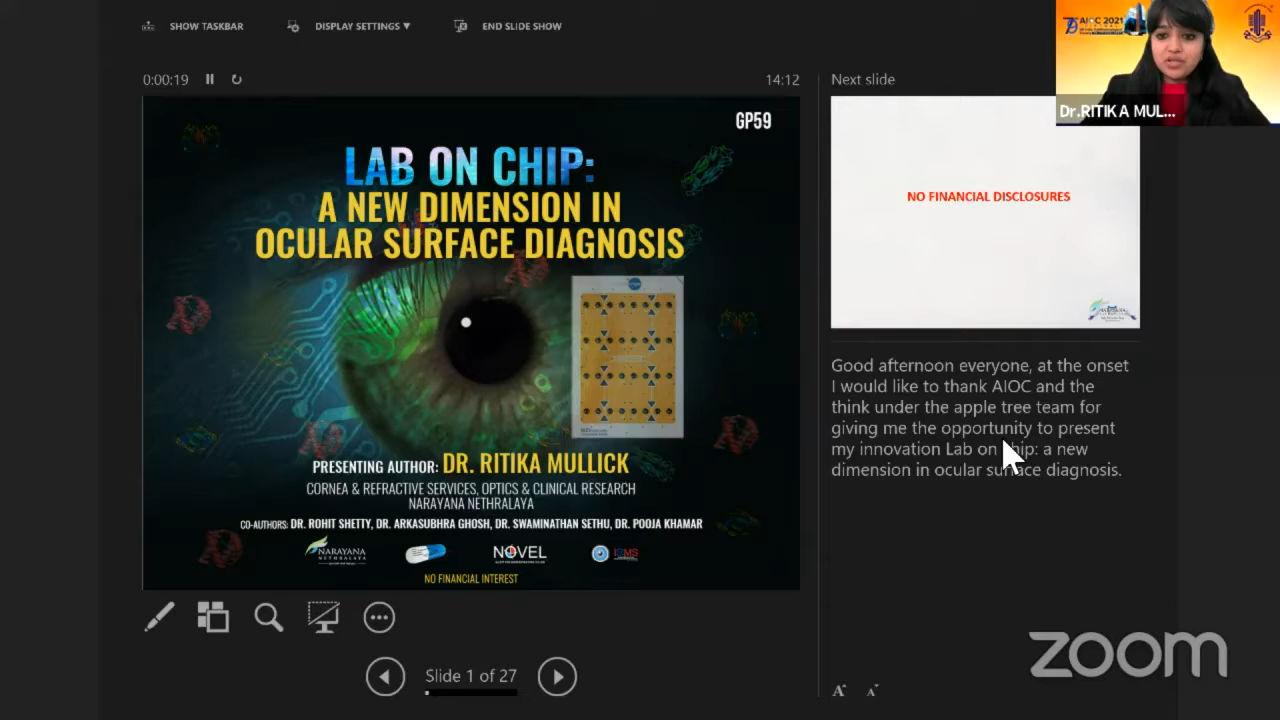 SHOW TASKBAR
DISPLAY SETTINGS ▼
END SLIDE SHOW
0:00:19
14:12
Next slide
AIOC 2021
Dr.RITIKA MUL...
GP59
LAB ON CHIP:
A NEW DIMENSION IN
OCULAR SURFACE DIAGNOSIS
PRESENTING AUTHOR: DR. RITIKA MULLICK
CORNEA & REFRACTIVE SERVICES, OPTICS & CLINICAL RESEARCH
NARAYANA NETHRALAYA
CO-AUTHORS: DR. ROHIT SHETTY, DR. ARKASUBHRA GHOSH, DR. SWAMINATHAN SETHU, DR. POOJA KHAMAR
NARAYANA
NETHRALAYA
NOVEL
NO FINANCIAL INTEREST
NO FINANCIAL DISCLOSURES
Good afternoon everyone, at the onset
I would like to thank AIOC and the
think under the apple tree team for
giving me the opportunity to present
my innovation Lab on chip: a new
dimension in ocular surface diagnosis.
Slide 1 of 27
A A
zoom